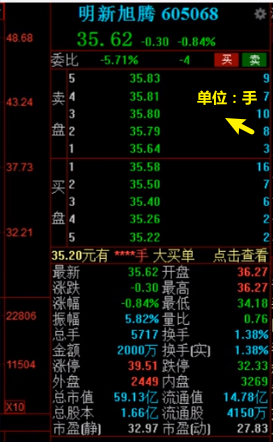 明新旭腾 605068
48.68
35.62 -0.30 -0.84%
委比 -5.71% -4 买 卖
5 35.83 9
43.24
卖 4 35.81 7 单位：手
3 35.80 10
盘 2 35.79 8
1 35.64 3
37.73
1 35.58 16
买 2 35.50 7
3 35.40 6
32.21
盘 4 35.26 2
5 35.22 2
35.20元有 ****手 大买单 点击查看
最新 35.62 开盘 36.27
涨跌 -0.30 最高 36.27
涨幅 -0.84% 最低 34.18
22806
振幅 5.82% 量比 0.76
总手 5717 换手 1.38%
金额 2000万 换手(实) 1.38%
11504
涨停 39.51 跌停 32.33
外盘 2449 内盘 3269
总市值 59.13亿 流通值 14.78亿
X10
总股本 1.66亿 流通股 4150万
市盈(静) 32.97 市盈(动) 27.83